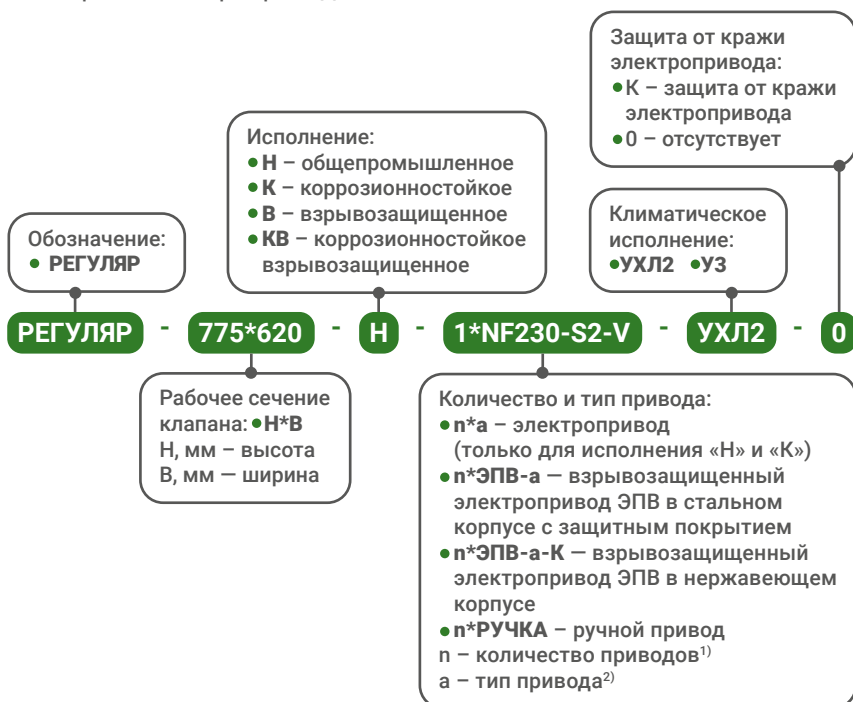 Защита от кражи
электропривода:
•К – защита от кражи
электропривода
•0 – отсутствует
Исполнение:
•Н – общепромышленное
•К – коррозионностойкое
•В – взрывозащищенное
•КВ – коррозионностойкое
взрывозащищенное
Климатическое
исполнение:
•УХЛ2 •У3
Обозначение:
• РЕГУЛЯР
РЕГУЛЯР - 775*620 - Н - 1*NF230-S2-V - УХЛ2 - 0
Рабочее сечение
клапана: •Н*В
Н, мм – высота
В, мм — ширина
Количество и тип привода:
•n*a – электропривод
(только для исполнения «Н» и «К»)
•n*ЭПВ-а — взрывозащищенный
электропривод ЭПВ в стальном
корпусе с защитным покрытием
•n*ЭПВ-а-К — взрывозащищенный
электропривод ЭПВ в нержавеющем
корпусе
•n*РУЧКА – ручной привод
n – количество приводов¹⁾
a – тип привода²⁾